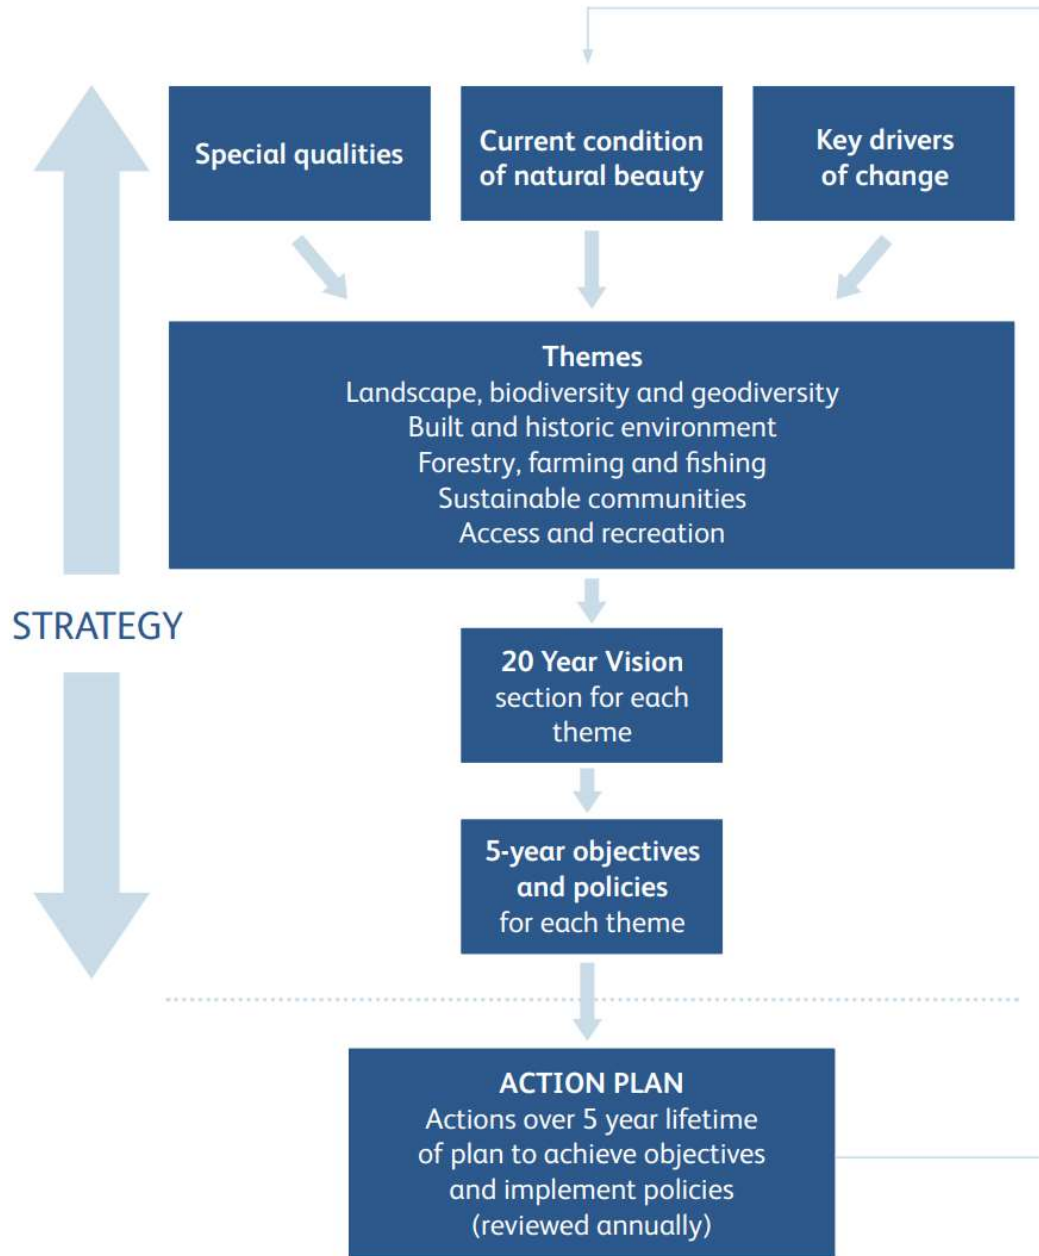 Special qualities
Current condition
of natural beauty
Key drivers
of change
Themes
Landscape, biodiversity and geodiversity
Built and historic environment
Forestry, farming and fishing
Sustainable communities
Access and recreation
STRATEGY
20 Year Vision
section for each
theme
5-year objectives
and policies
for each theme
ACTION PLAN
Actions over 5 year lifetime
of plan to achieve objectives
and implement policies
(reviewed annually)